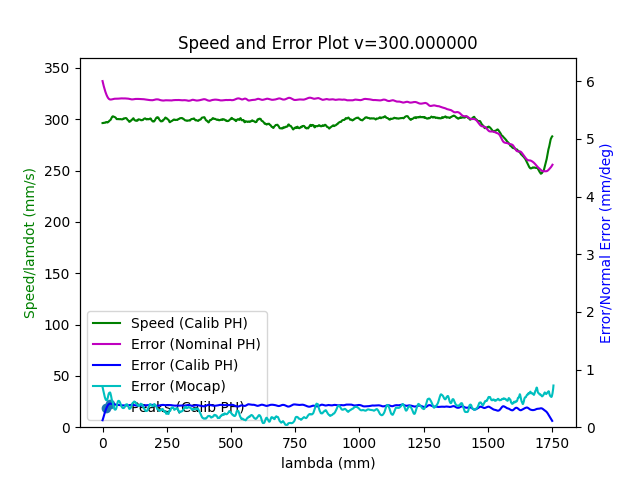 Speed and Error Plot v=300.000000
350
300
250
200
150
100
50
0
Speed/lamdot (mm/s)
6
5
4
3
2
1
0
Error/Normal Error (mm/deg)
Speed (Calib PH)
Error (Nominal PH)
Error (Calib PH)
Error (Mocap)
Peaks (Calib PH)
0 250 500 750 1000 1250 1500 1750
lambda (mm)